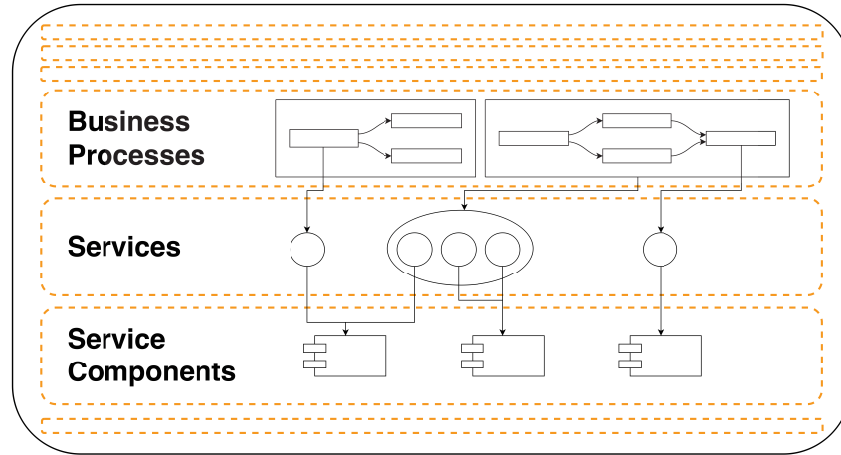 Business
Processes
Services
Service
Components